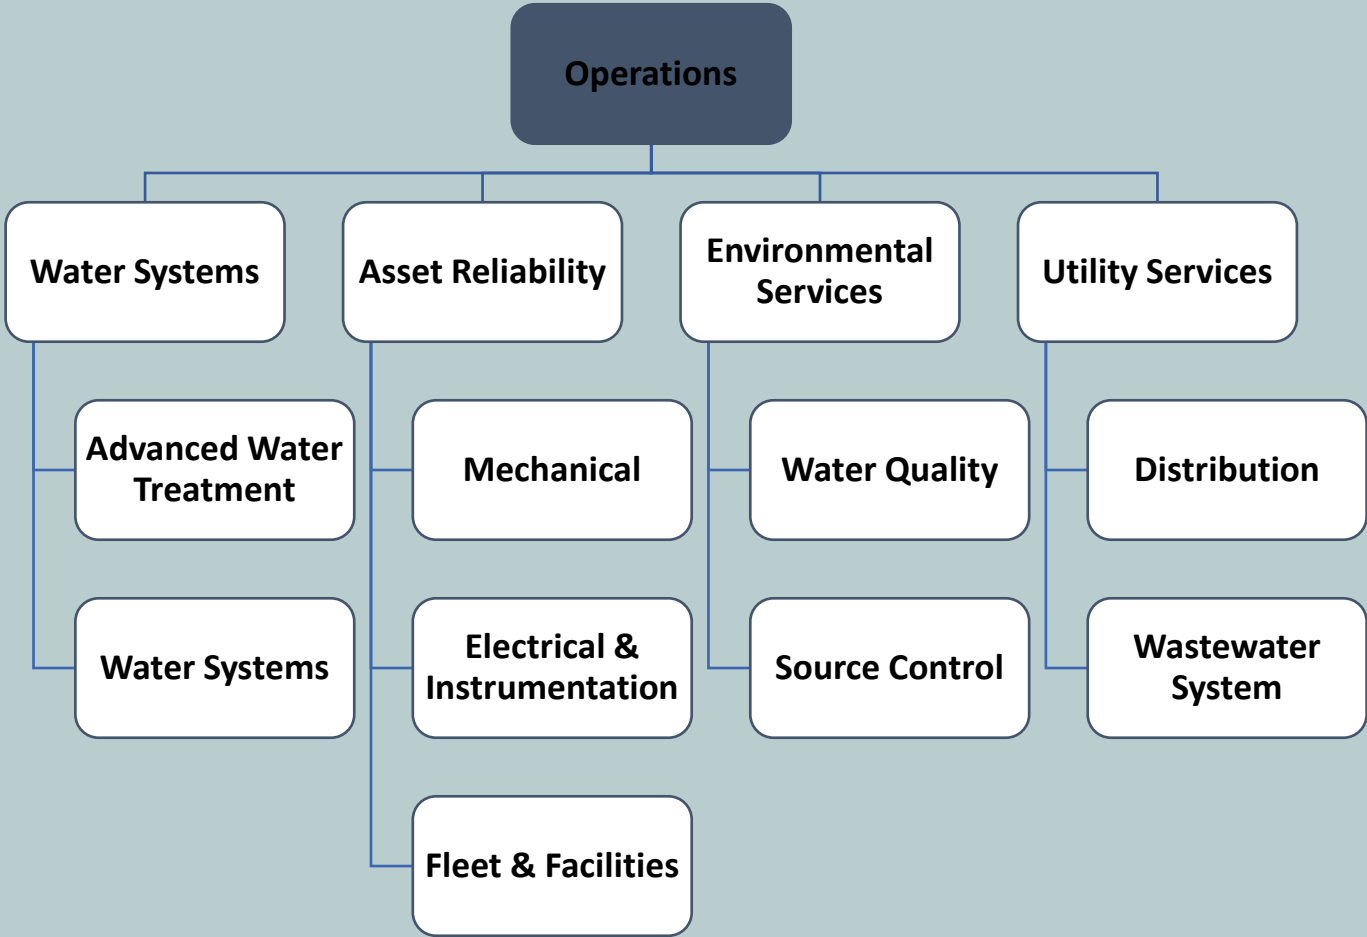 Operations
Water Systems
Asset Reliability
Environmental
Services
Utility Services
Advanced Water
Treatment
Mechanical
Water Quality
Distribution
Water Systems
Electrical &
Instrumentation
Source Control
Wastewater
System
Fleet & Facilities